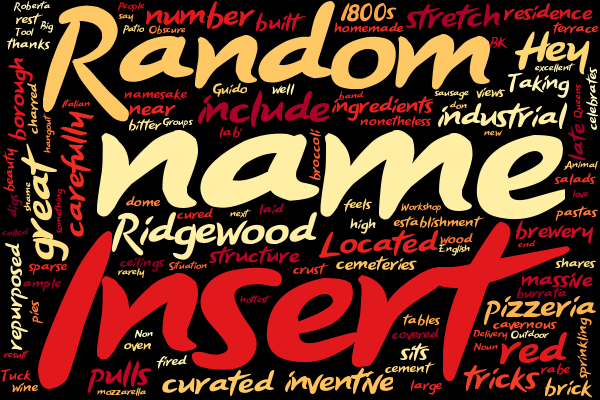 Roberta
rest
Tool
Big
thanks
People
say
Patio
Obscure
number
built
1800s
homemade
stretch
residence
terrace
BK
Hey
excellent
Random
borough
charred
hangout
Italian
namesake
near
bitter
Groups
Guido
well
include
lab
band
ingredients
nonetheless
sausage
don
views
Taking
industrial
new
late
Queens
celebrates
carefully
beauty
digs
shame
great
something
called
name
broccoli
Animal
salads
love
pastas
dome
cured
next
laid
feels
high
Workshop
establishment
brewery
end
Ridgewood
Located
wood
English
cemeteries
ceilings
rarely
Situation
structure
crust
hottest
repurposed
sparse
ample
pies
result
Tuck
wine
Insert
shares
massive
burrata
pizzeria
cavernous
Delivery
Outdoor
Noun
red
rabe
sprinkling
tricks
brick
tables
covered
sits
cement
large
Non
oven
fired
pulls
mozzarella
curated
inventive